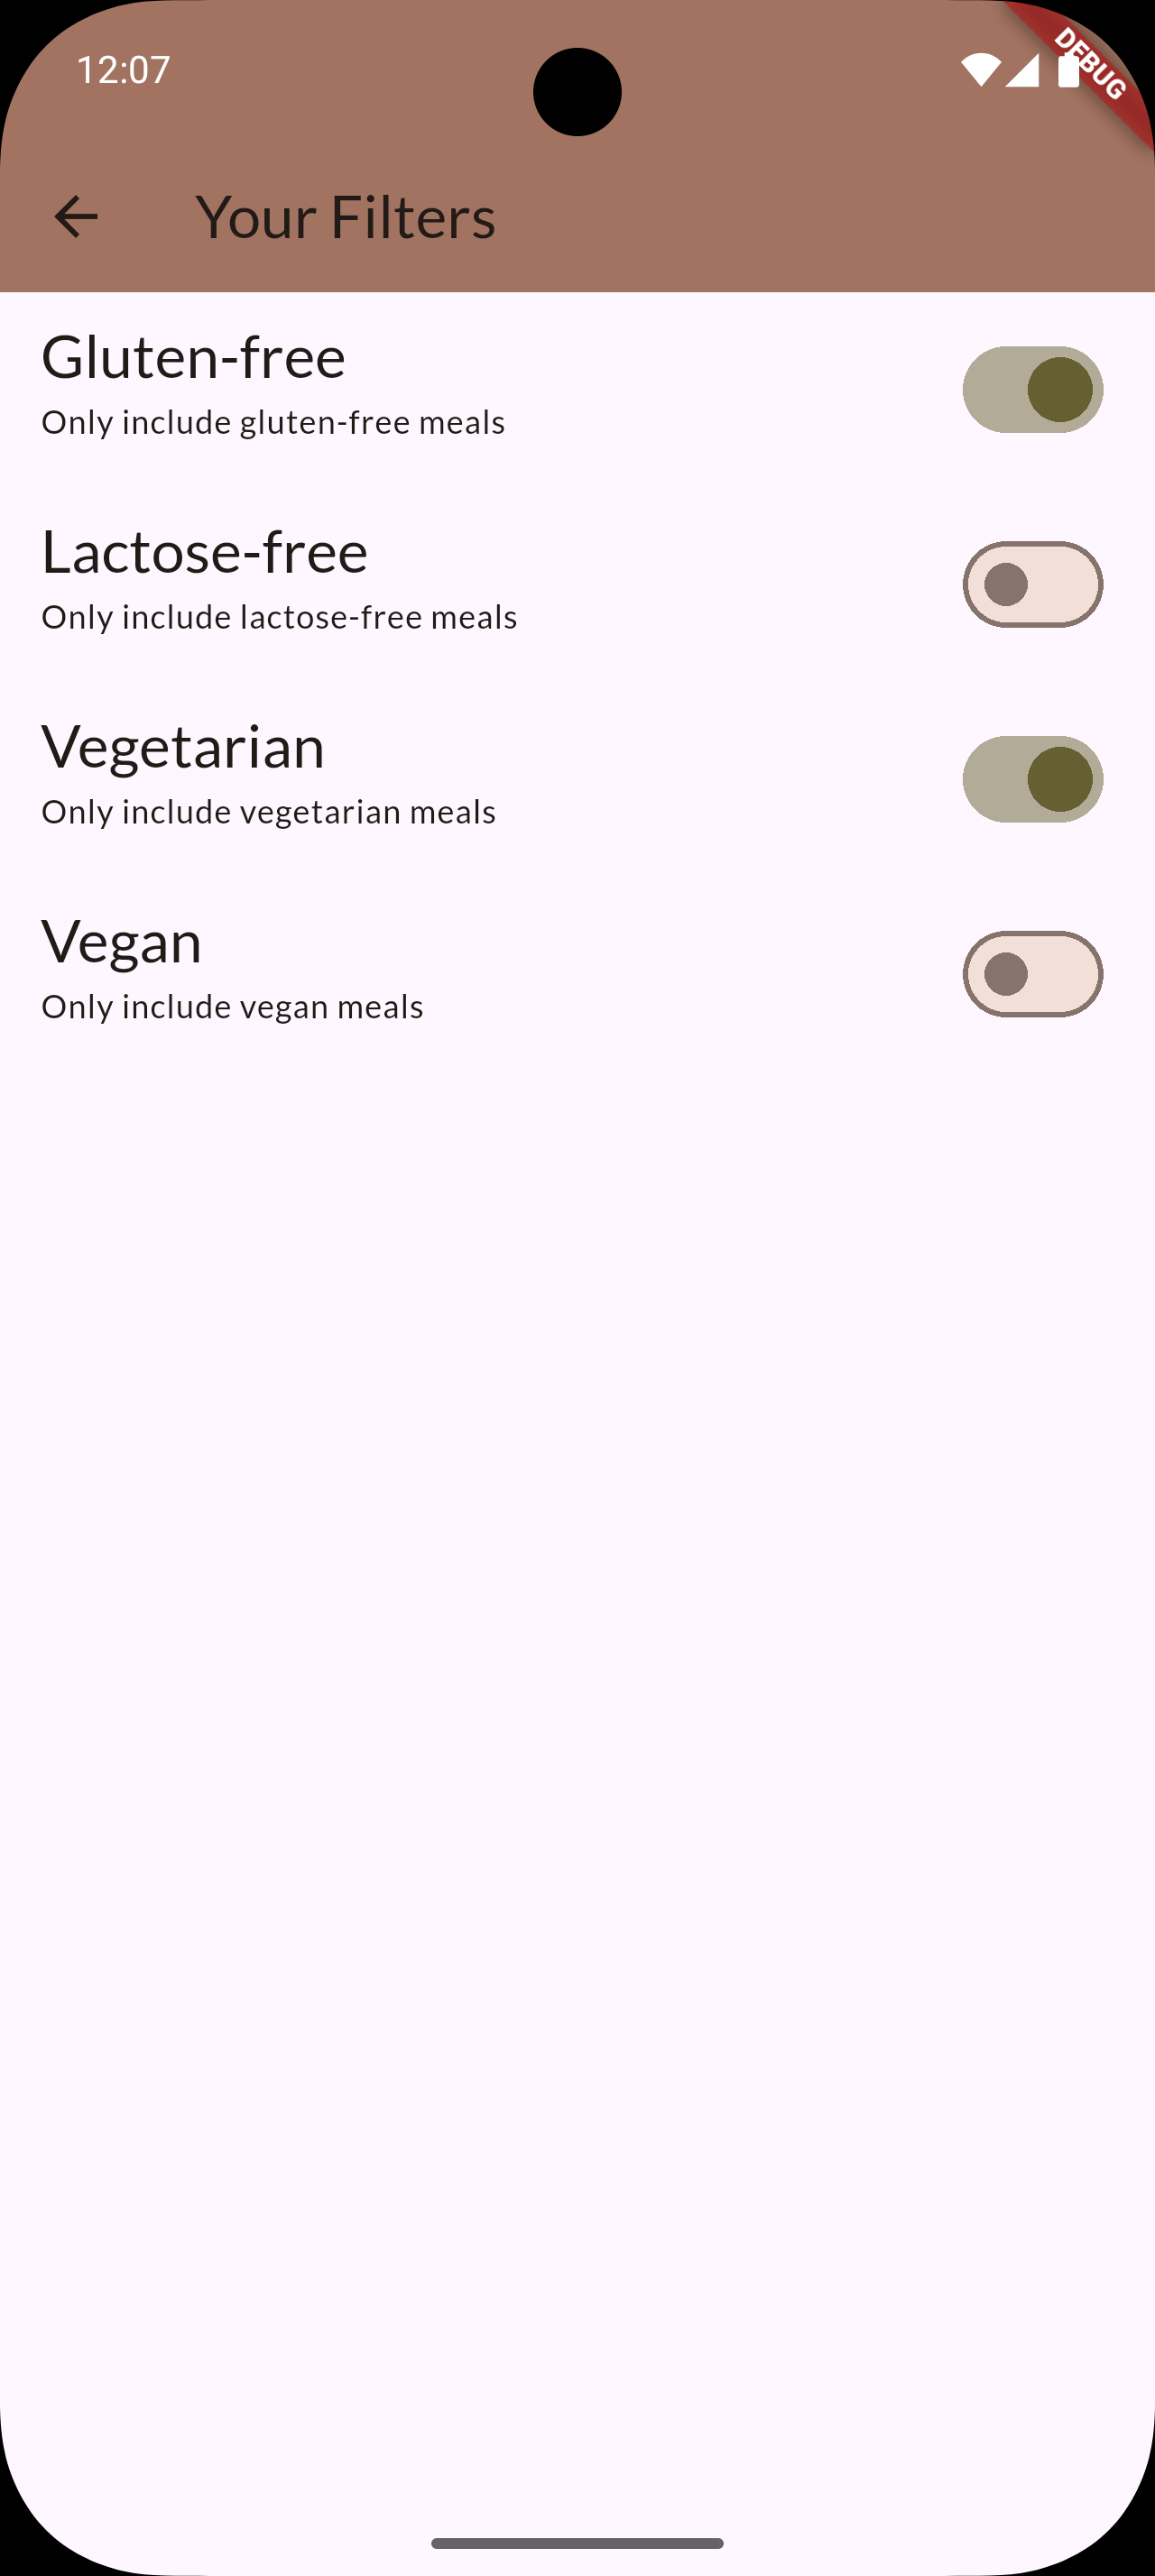 12:07
DEBUG
Your Filters
Gluten-free
Only include gluten-free meals
Lactose-free
Only include lactose-free meals
Vegetarian
Only include vegetarian meals
Vegan
Only include vegan meals